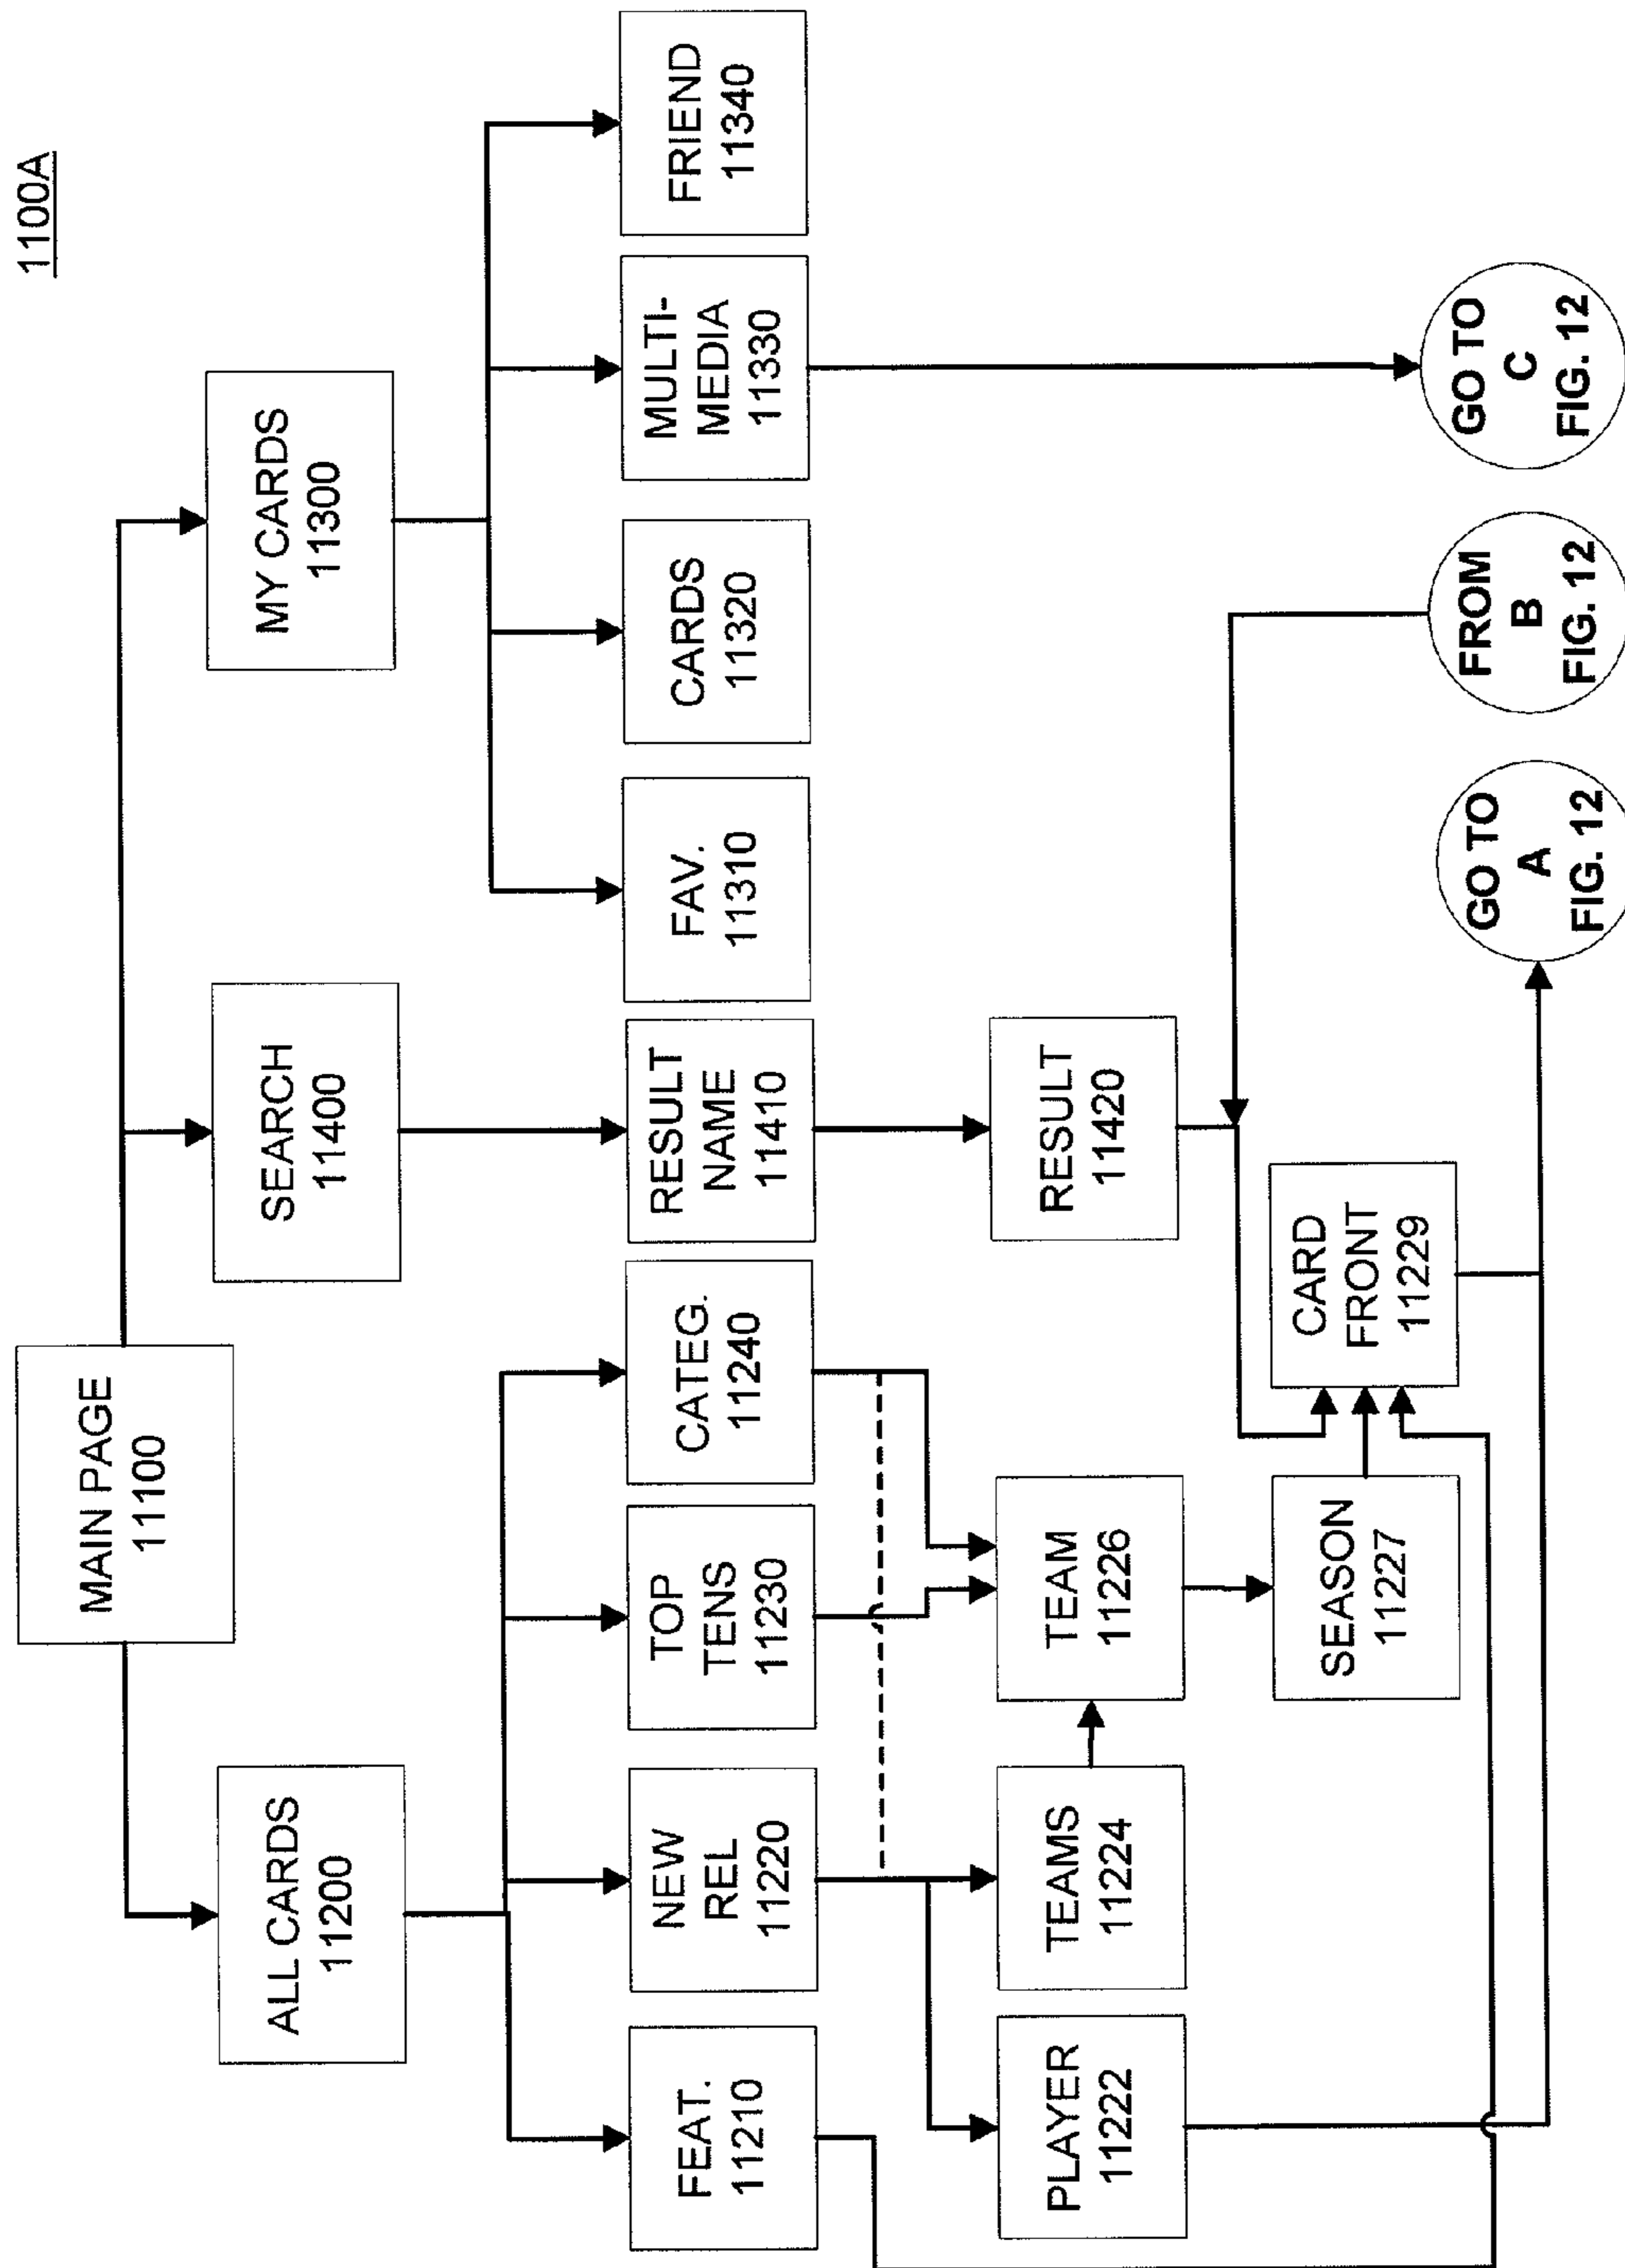 1100A
MAIN PAGE
11100
ALL CARDS
11200
SEARCH
11400
MY CARDS
11300
FEAT.
11210
NEW
REL
11220
TOP
TENS
11230
CATEG.
11240
RESULT
NAME
11410
FAV.
11310
CARDS
11320
MULTI-
MEDIA
11330
FRIEND
11340
PLAYER
11222
TEAMS
11224
TEAM
11226
RESULT
11420
SEASON
11227
CARD
FRONT
11229
GO TO
A
FIG. 12
FROM
B
FIG. 12
GO TO
C
FIG. 12